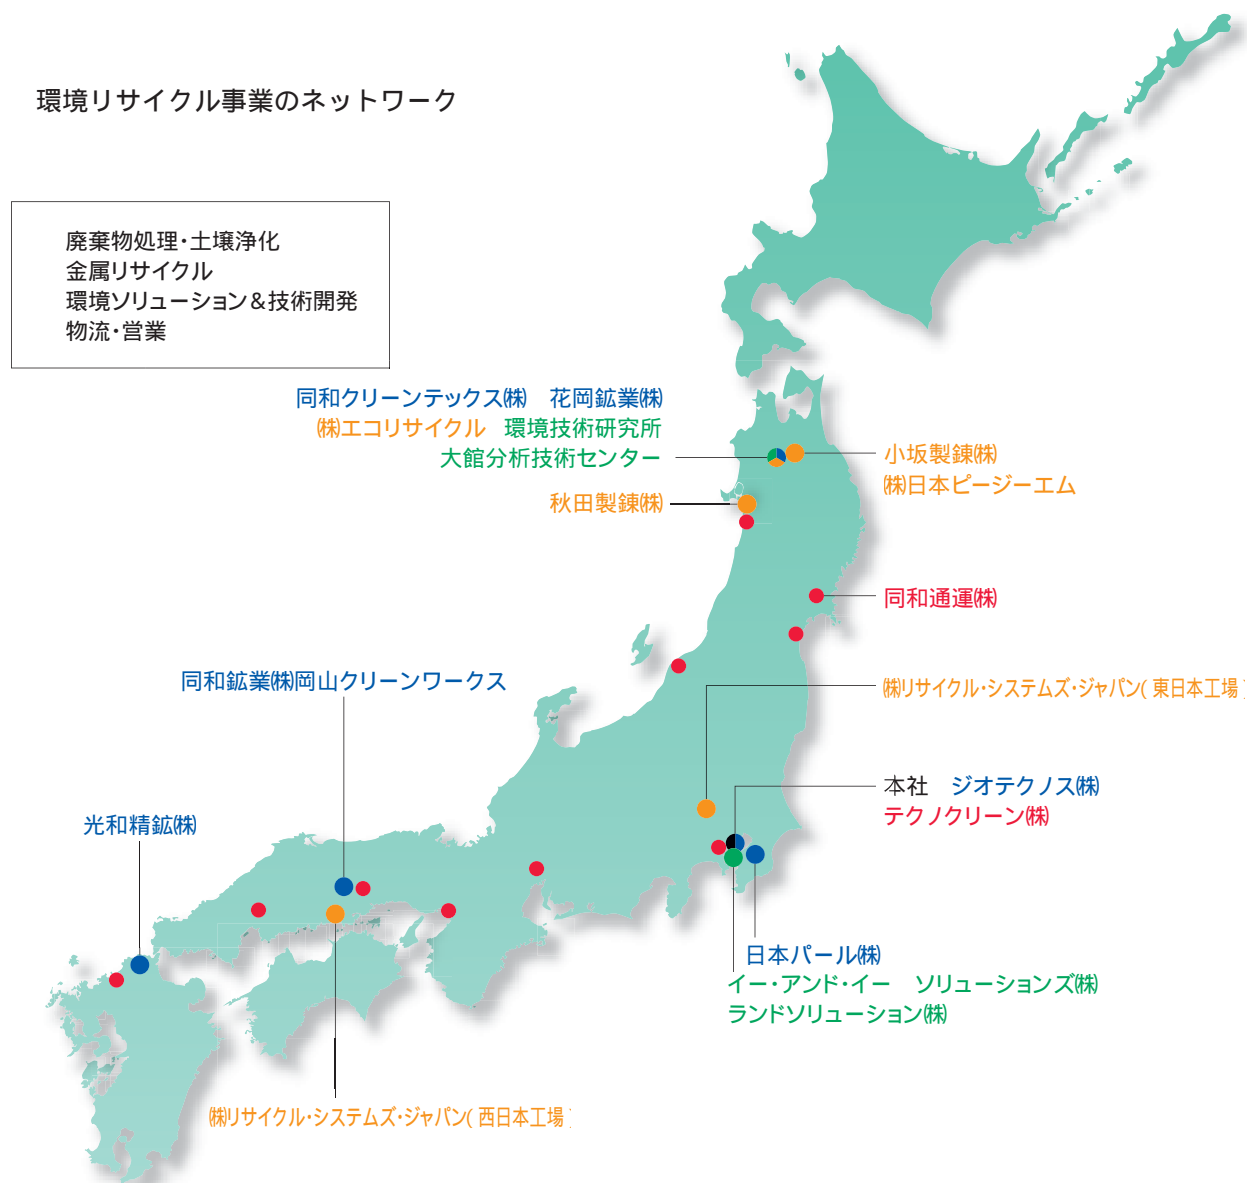 環境リサイクル事業のネットワーク
廃棄物処理・土壌浄化
金属リサイクル
環境ソリューション＆技術開発
物流・営業
同和クリーンテックス㈱　花岡鉱業㈱
㈱エコリサイクル　環境技術研究所
大館分析技術センター
小坂製錬㈱
㈱日本ピージーエム
秋田製錬㈱
同和通運㈱
同和鉱業㈱岡山クリーンワークス
㈱リサイクル・システムズ・ジャパン(東日本工場)
本社　ジオテクノス㈱
テクノクリーン㈱
光和精鉱㈱
日本パール㈱
イー・アンド・イー　ソリューションズ㈱
ランドソリューション㈱
㈱リサイクル・システムズ・ジャパン(西日本工場)